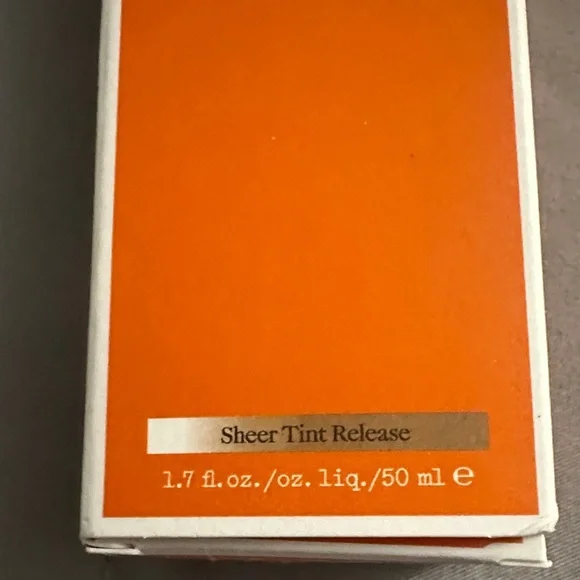 Sheer Tint Release
1.7 fl.oz./oz. liq./50 ml ℮